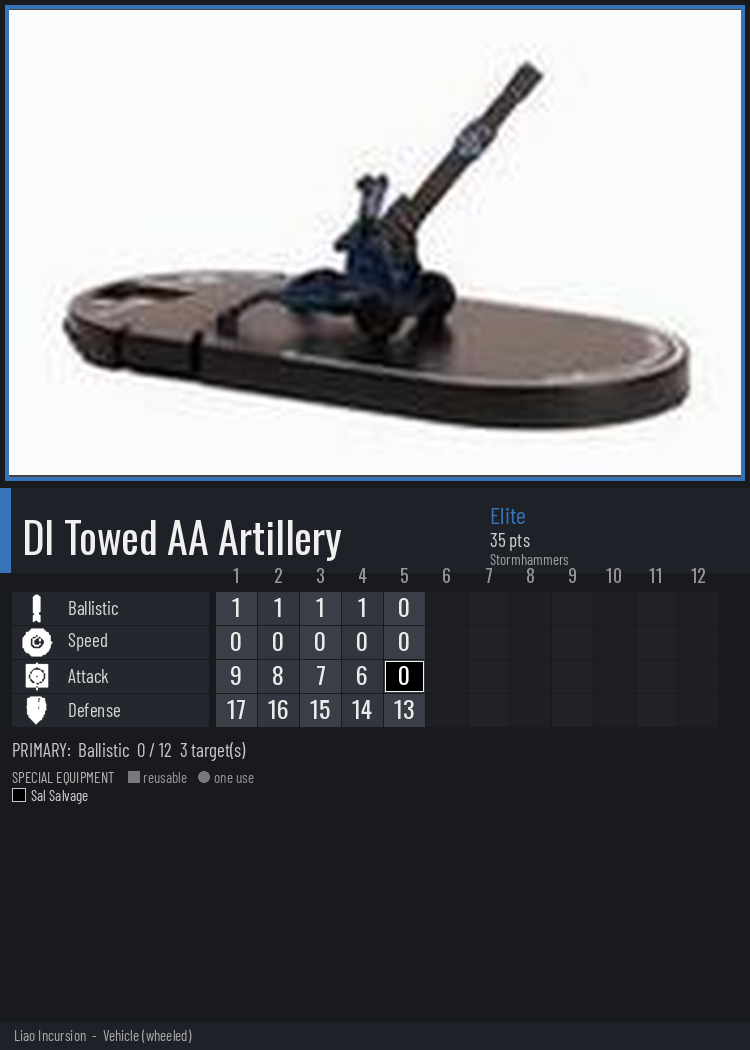 DI Towed AA Artillery
Elite
35 pts
Stormhammers
1 2 3 4 5 6 7 8 9 10 11 12
Ballistic 1 1 1 1 0
Speed 0 0 0 0 0
Attack 9 8 7 6 0
Defense 17 16 15 14 13
PRIMARY: Ballistic 0 / 12 3 target(s)
SPECIAL EQUIPMENT reusable one use
Sal Salvage
Liao Incursion - Vehicle (wheeled)